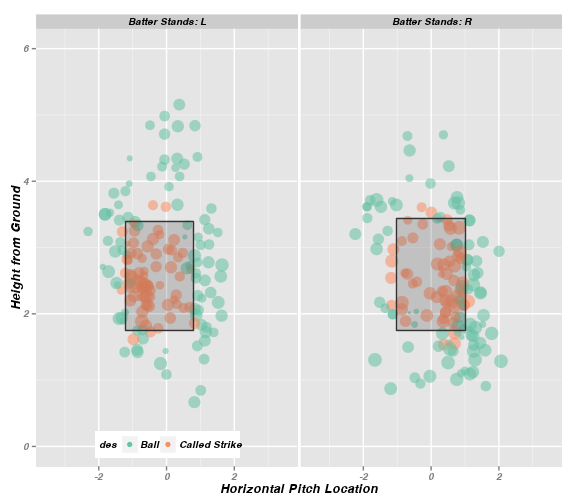 Batter Stands: L
Batter Stands: R
6
4
2
0
Height from Ground
des Ball Called Strike
-2 0 2
-2 0 2
Horizontal Pitch Location